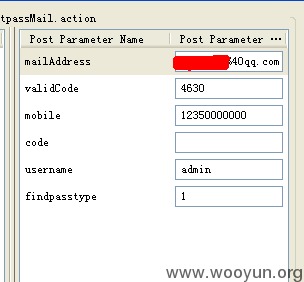 tpassMail.action
Post Parameter Name Post Parameter ...
mailAddress %40qq.com
validCode 4630
mobile 12350000000
code
username admin
findpasstype 1
www.wooyun.org